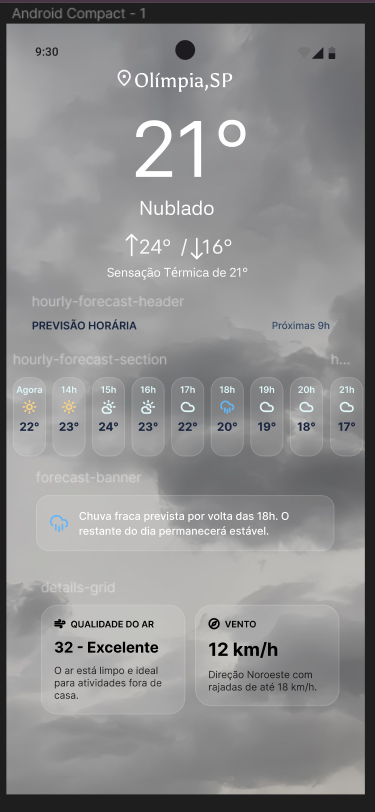 Android Compact - 1
9:30
Olímpia,SP
21°
Nublado
↑24° /↓16°
Sensação Térmica de 21°
hourly-forecast-header
PREVISÃO HORÁRIA Próximas 9h
hourly-forecast-section h...
Agora 14h 15h 16h 17h 18h 19h 20h 21h
22° 23° 24° 23° 22° 20° 19° 18° 17°
forecast-banner
Chuva fraca prevista por volta das 18h. O
restante do dia permanecerá estável.
details-grid
QUALIDADE DO AR
32 - Excelente
O ar está limpo e ideal
para atividades fora de
casa.
VENTO
12 km/h
Direção Noroeste com
rajadas de até 18 km/h.